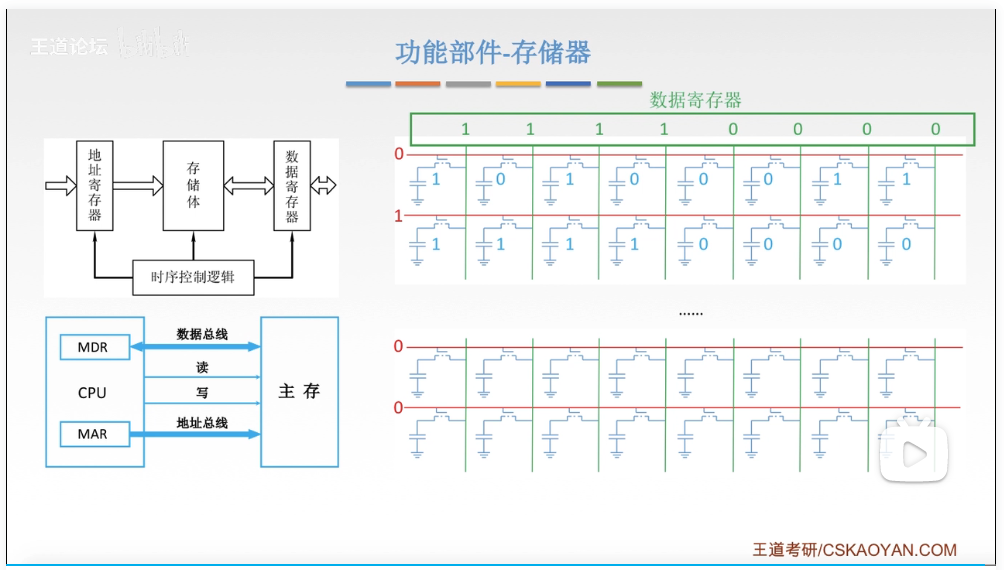 王道论坛
功能部件-存储器
数据寄存器
1 1 1 1 0 0 0 0
0
1 0 1 0 0 0 1 1
1
1 1 1 1 0 0 0 0
......
0
0
地址寄存器
存储体
数据寄存器
时序控制逻辑
MDR
CPU
MAR
数据总线
读
写
地址总线
主存
王道考研/CSKAOYAN.COM